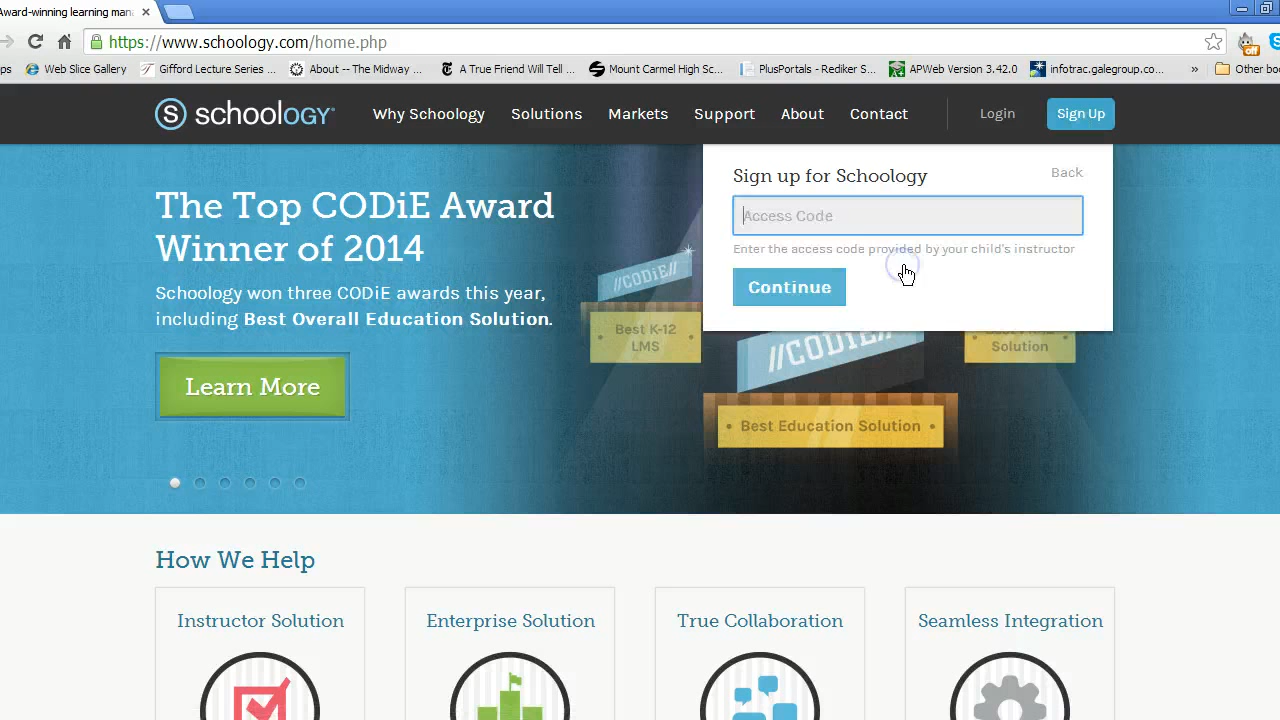 Award-winning learning man
https://www.schoology.com/home.php
ps Web Slice Gallery Gifford Lecture Series ... About -- The Midway ... A True Friend Will Tell ... Mount Carmel High Sc... PlusPortals - Rediker S... APWeb Version 3.42.0 infotrac.galegroup.co... » Other bo
off
S schoology Why Schoology Solutions Markets Support About Contact Login Sign Up
Sign up for Schoology Back
Access Code
Enter the access code provided by your child's instructor
Continue
The Top CODiE Award
Winner of 2014
Schoology won three CODiE awards this year,
including Best Overall Education Solution.
Learn More
//CODiE//
Best K-12
LMS
//CODiE//
Solution
Best Education Solution
How We Help
Instructor Solution
Enterprise Solution
True Collaboration
Seamless Integration